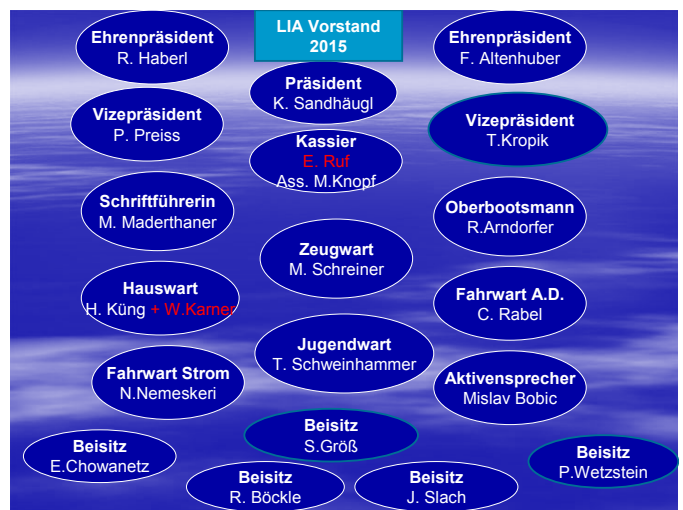 Ehrenpräsident
R. Haberl
LIA Vorstand
2015
Ehrenpräsident
F. Altenhuber
Präsident
K. Sandhäugl
Vizepräsident
P. Preiss
Vizepräsident
T.Kropik
Kassier
E. Ruf
Ass. M.Knopf
Schriftführerin
M. Maderthaner
Oberbootsmann
R.Arndorfer
Zeugwart
M. Schreiner
Hauswart
H. Küng + W.Karner
Fahrwart A.D.
C. Rabel
Jugendwart
T. Schweinhammer
Fahrwart Strom
N.Nemeskeri
Aktivensprecher
Mislav Bobic
Beisitz
S.Größ
Beisitz
E.Chowanetz
Beisitz
P.Wetzstein
Beisitz
R. Böckle
Beisitz
J. Slach